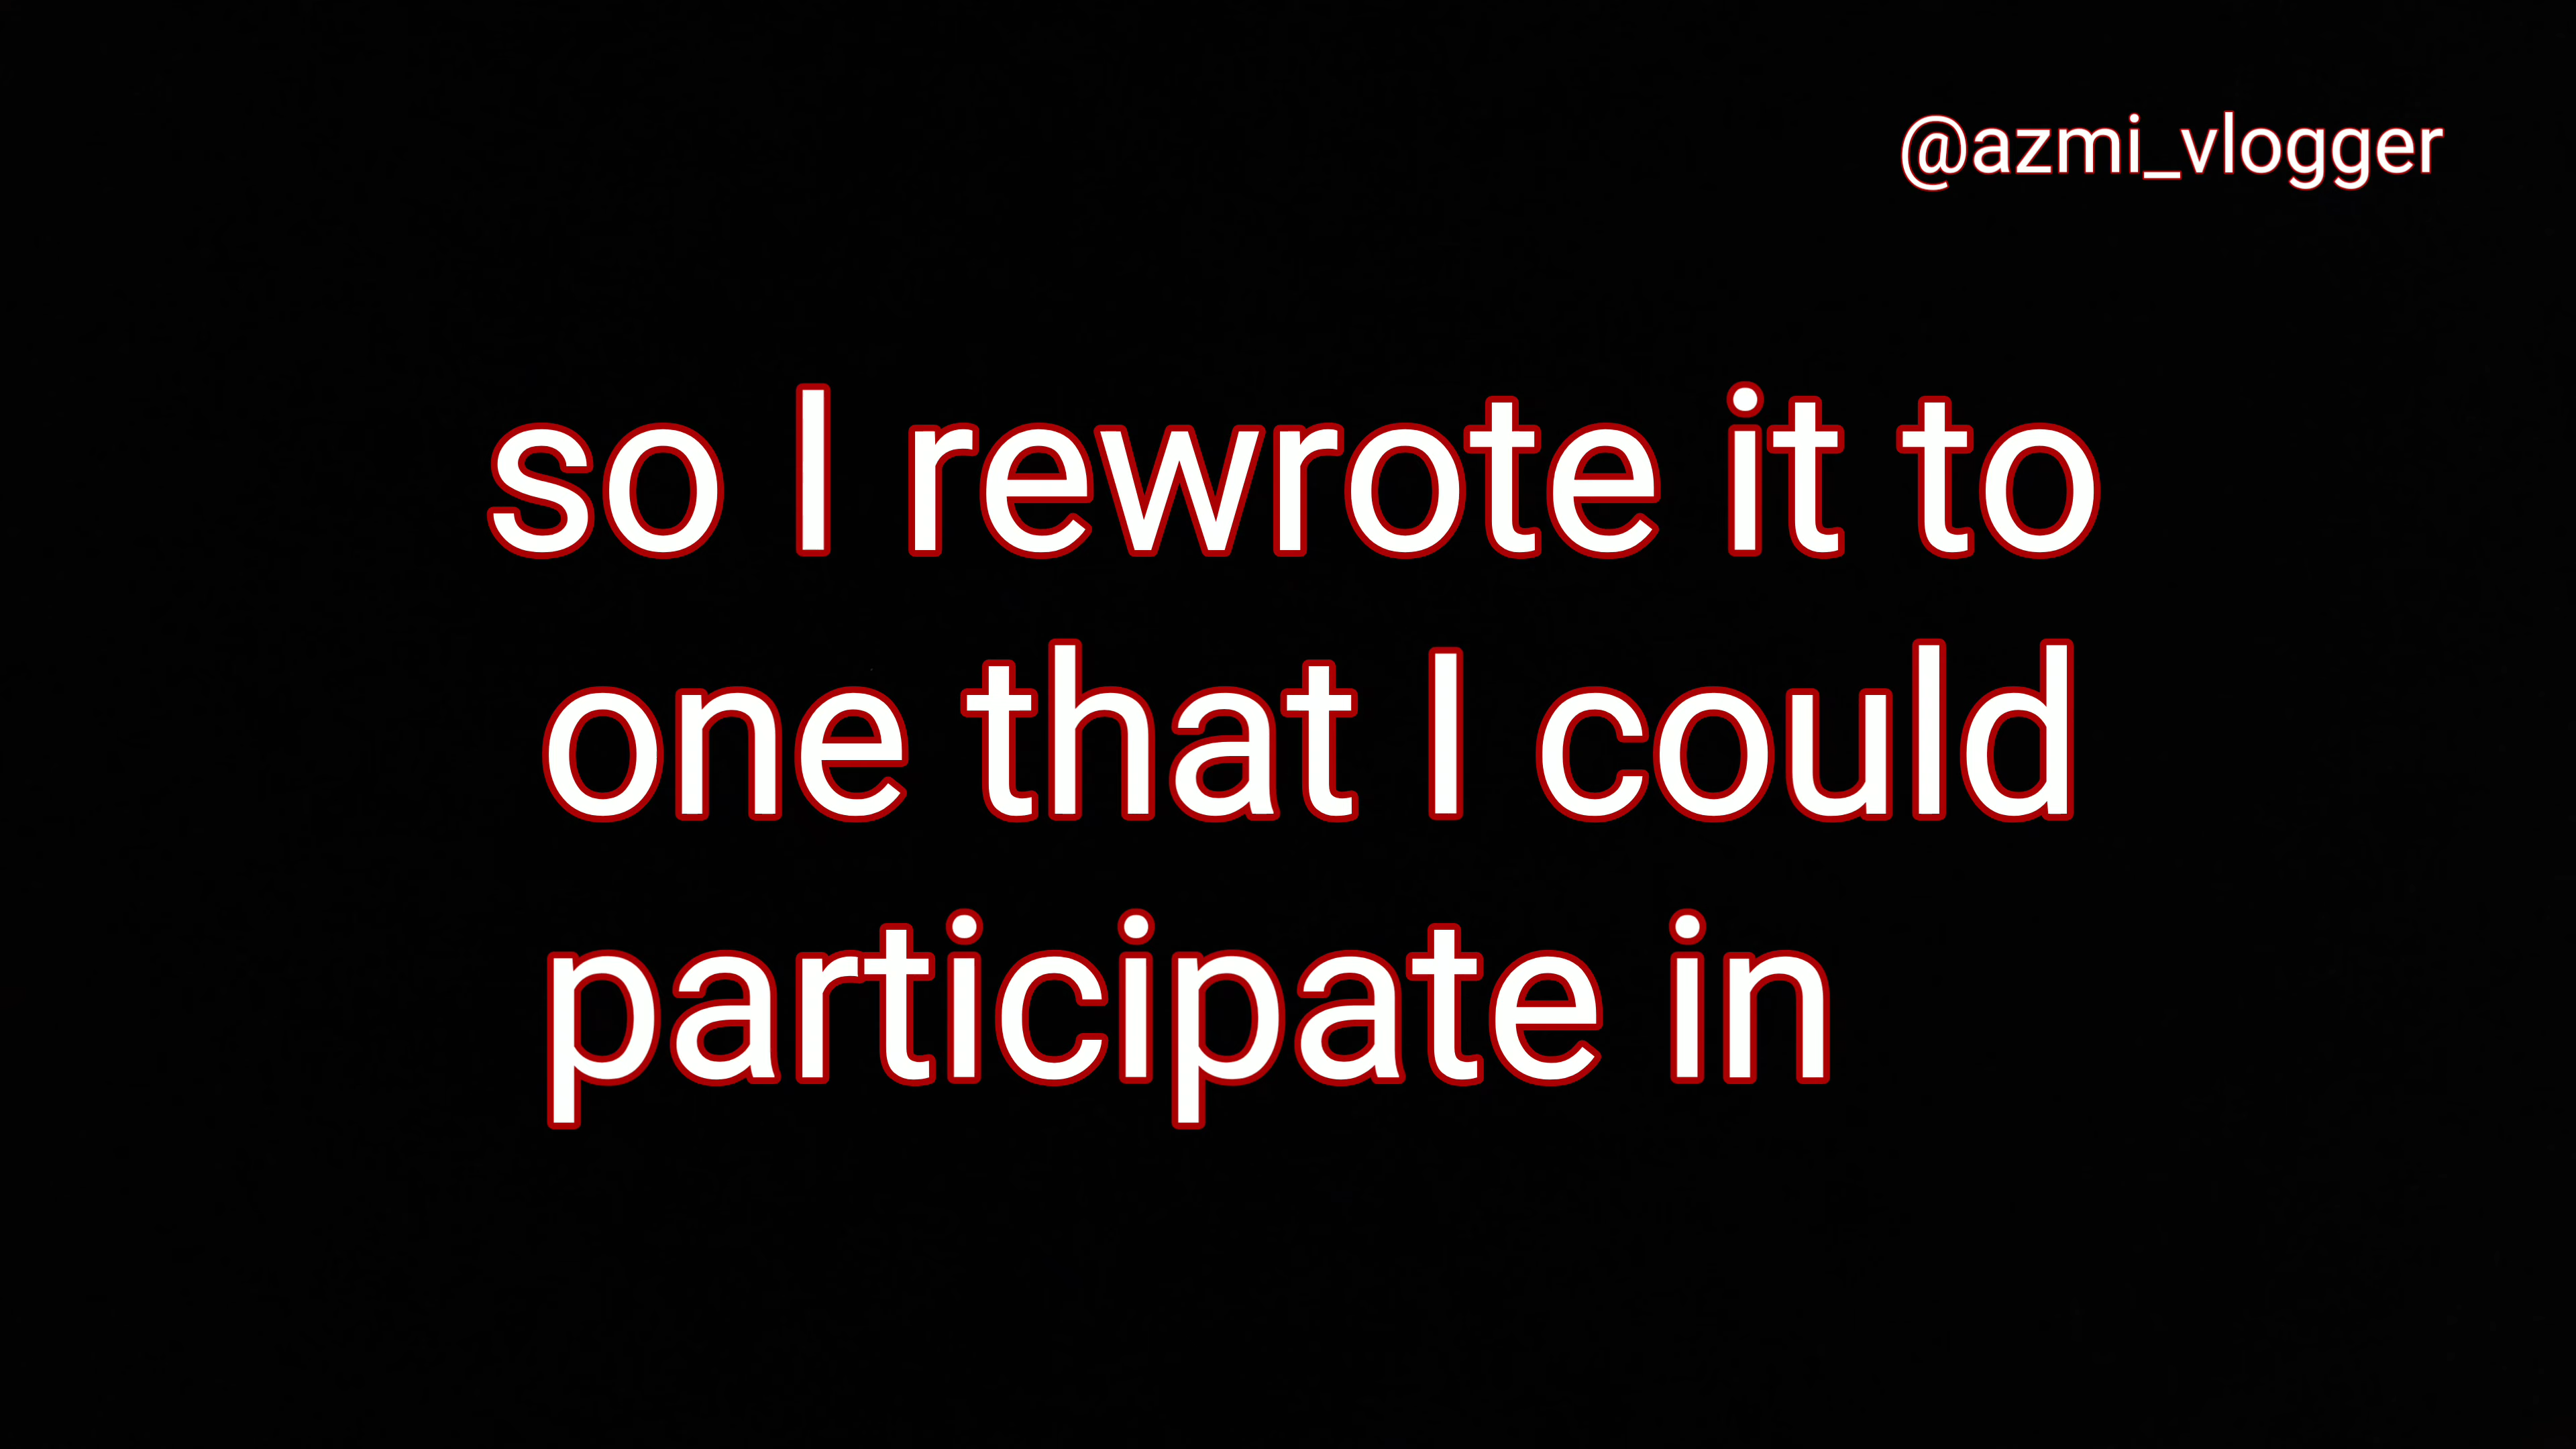 @azmi_vlogger
so I rewrote it to
one that I could
participate in